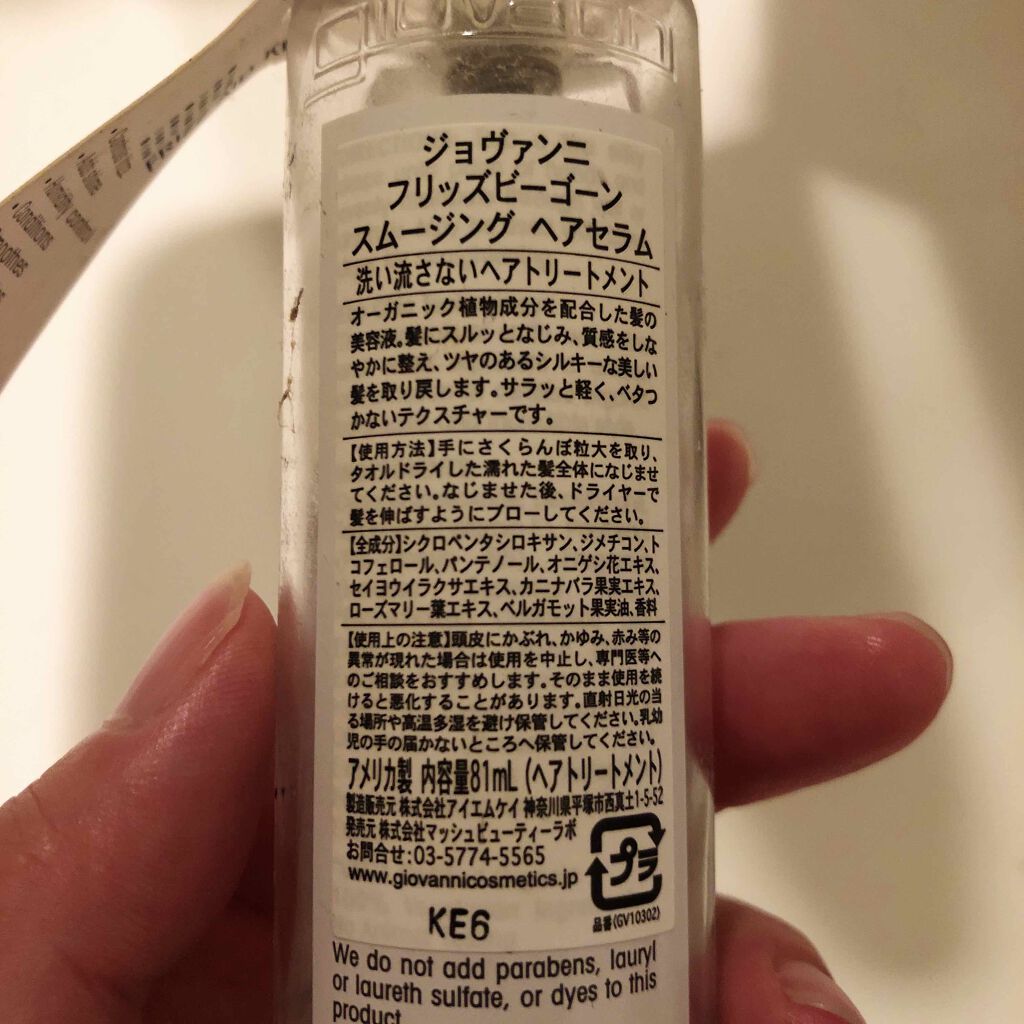 giovanni
ジョヴァンニ
フリッズビーゴーン
スムージング ヘアセラム
洗い流さないヘアトリートメント
オーガニック植物成分を配合した髪の
美容液。髪にスルッとなじみ、質感をしな
やかに整え、ツヤのあるシルキーな美しい
髪を取り戻します。サラッと軽く、ベタつ
かないテクスチャーです。
【使用方法】手にさくらんぼ粒大を取り、
タオルドライした濡れた髪全体になじませ
てください。なじませた後、ドライヤーで
髪を伸ばすようにブローしてください。
【全成分】シクロペンタシロキサン、ジメチコン、ト
コフェロール、パンテノール、オニゲシ花エキス、
セイヨウイラクサエキス、カニナバラ果実エキス、
ローズマリー葉エキス、ベルガモット果実油、香料
【使用上の注意】頭皮にかぶれ、かゆみ、赤み等の
異常が現れた場合は使用を中止し、専門医等へ
のご相談をおすすめします。そのまま使用を続
けると悪化することがあります。直射日光の当
る場所や高温多湿を避け保管してください。乳幼
児の手の届かないところへ保管してください。
アメリカ製 内容量81mL (ヘアトリートメント)
製造販売元 株式会社アイエムケイ 神奈川県平塚市西真土1-5-52
発売元 株式会社マッシュビューティーラボ
お問合せ:03-5774-5565
www.giovannicosmetics.jp
プラ
品番(GV10302)
KE6
We do not add parabens, lauryl
or laureth sulfate, or dyes to this
product